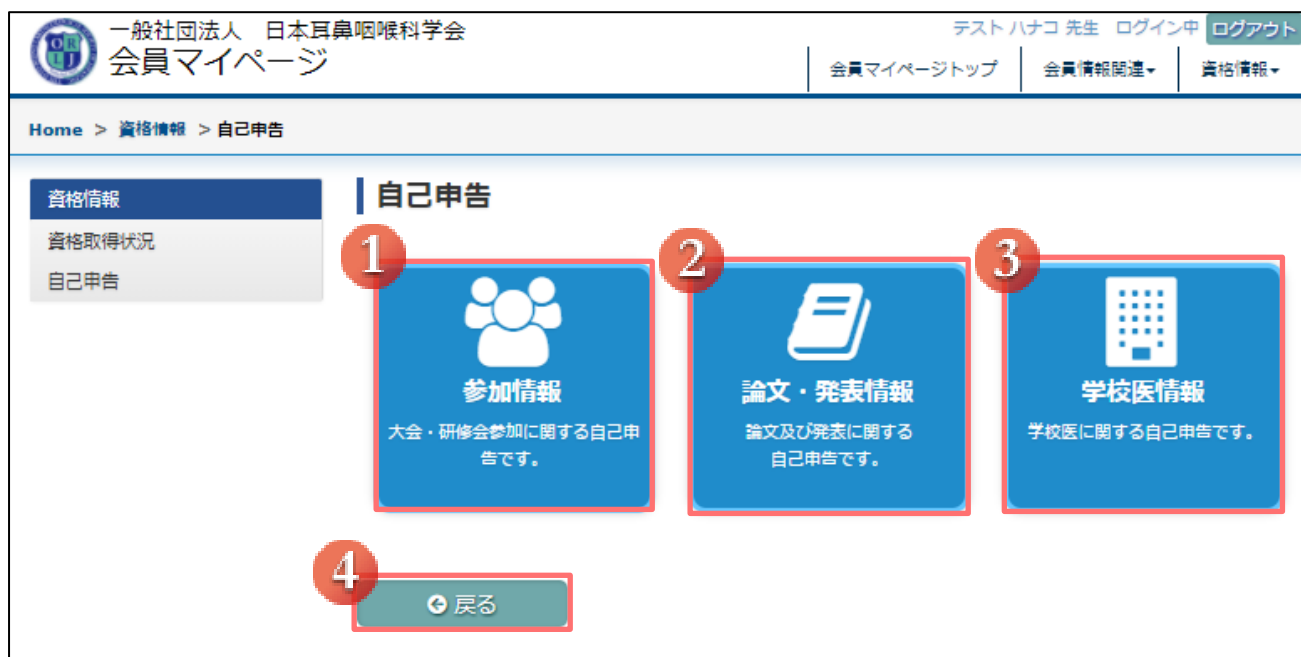 一般社団法人 日本耳鼻咽喉科学会
会員マイページ
テスト ハナコ 先生 ログイン中 ログアウト
会員マイページトップ 会員情報関連▾ 資格情報▾
Home > 資格情報 > 自己申告
資格情報
資格取得状況
自己申告
自己申告
1
参加情報
大会・研修会参加に関する自己申
告です。
2
論文・発表情報
論文及び発表に関する
自己申告です。
3
学校医情報
学校医に関する自己申告です。
4
戻る